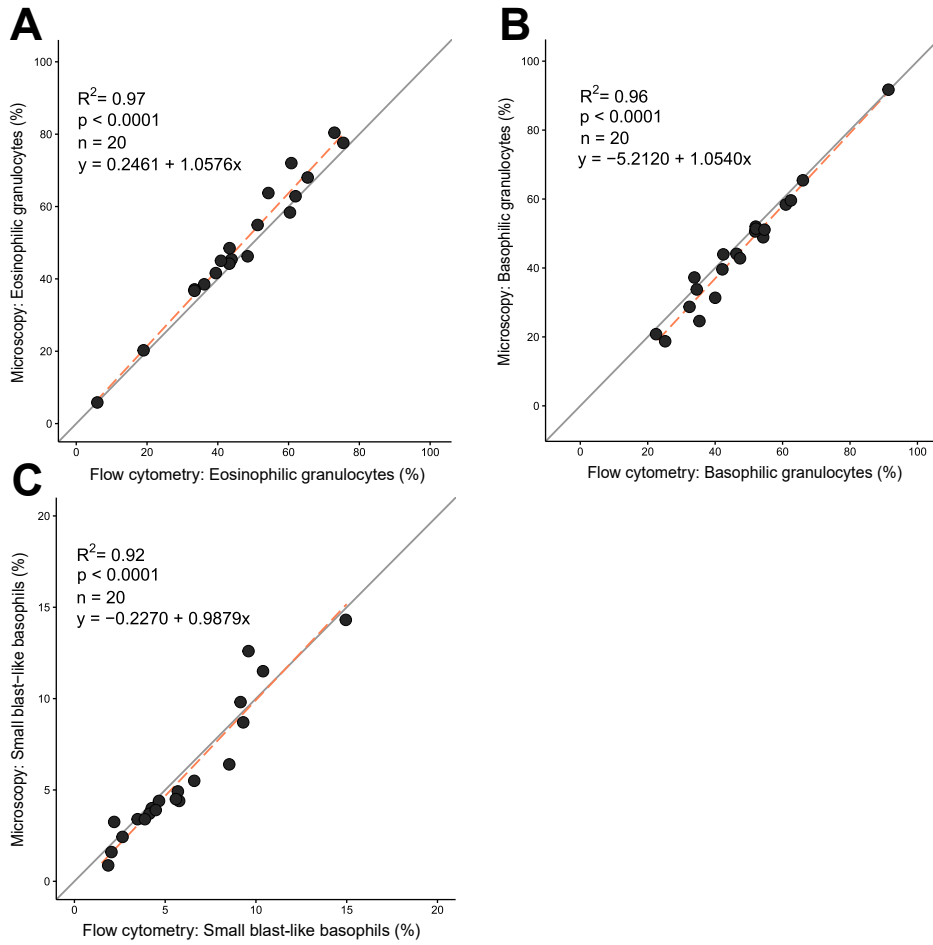 A
Microscopy: Eosinophilic granulocytes (%)
100
80
60
40
20
0
R2= 0.97
p < 0.0001
n = 20
y = 0.2461 + 1.0576x
0 20 40 60 80 100
Flow cytometry: Eosinophilic granulocytes (%)
B
Microscopy: Basophilic granulocytes (%)
100
80
60
40
20
0
R2= 0.96
p < 0.0001
n = 20
y = −5.2120 + 1.0540x
0 20 40 60 80 100
Flow cytometry: Basophilic granulocytes (%)
C
Microscopy: Small blast−like basophils (%)
20
15
10
5
0
R2= 0.92
p < 0.0001
n = 20
y = −0.2270 + 0.9879x
0 5 10 15 20
Flow cytometry: Small blast-like basophils (%)